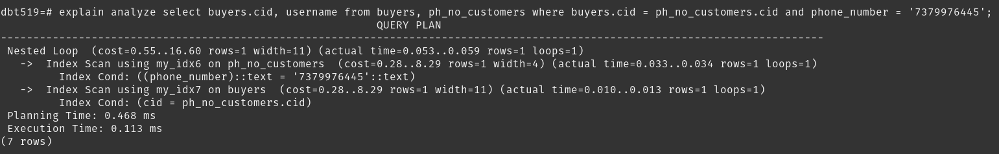 dbt519=# explain analyze select buyers.cid, username from buyers, ph_no_customers where buyers.cid = ph_no_customers.cid and phone_number = '7379976445';
QUERY PLAN
-------------------------------------------------------------------------------------------------------------------------------
Nested Loop  (cost=0.55..16.60 rows=1 width=11) (actual time=0.053..0.059 rows=1 loops=1)
  ->  Index Scan using my_idx6 on ph_no_customers  (cost=0.28..8.29 rows=1 width=4) (actual time=0.033..0.034 rows=1 loops=1)
        Index Cond: ((phone_number)::text = '7379976445'::text)
  ->  Index Scan using my_idx7 on buyers  (cost=0.28..8.29 rows=1 width=11) (actual time=0.010..0.013 rows=1 loops=1)
        Index Cond: (cid = ph_no_customers.cid)
Planning Time: 0.468 ms
Execution Time: 0.113 ms
(7 rows)